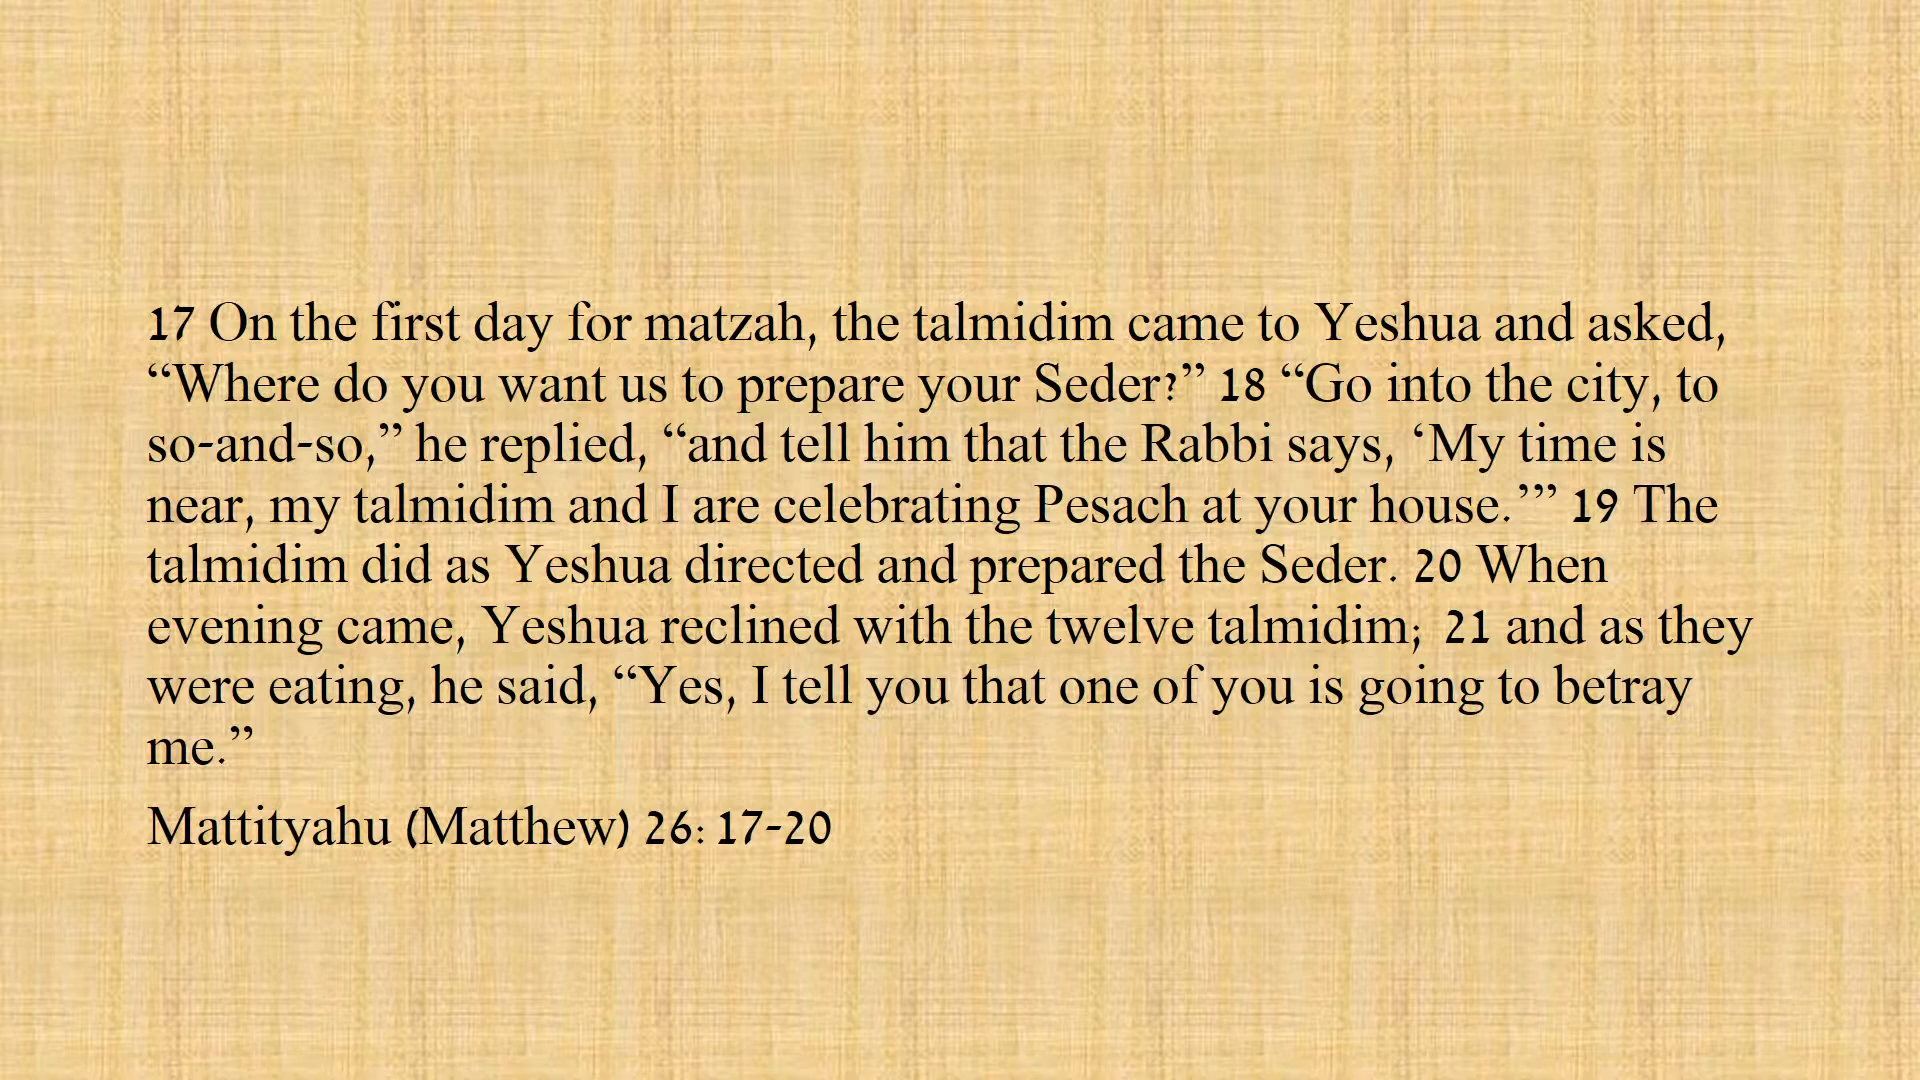 17 On the first day for matzah, the talmidim came to Yeshua and asked,
“Where do you want us to prepare your Seder?” 18 “Go into the city, to
so-and-so,” he replied, “and tell him that the Rabbi says, ‘My time is
near, my talmidim and I are celebrating Pesach at your house.’” 19 The
talmidim did as Yeshua directed and prepared the Seder. 20 When
evening came, Yeshua reclined with the twelve talmidim; 21 and as they
were eating, he said, “Yes, I tell you that one of you is going to betray
me.”
Mattityahu (Matthew) 26: 17-20